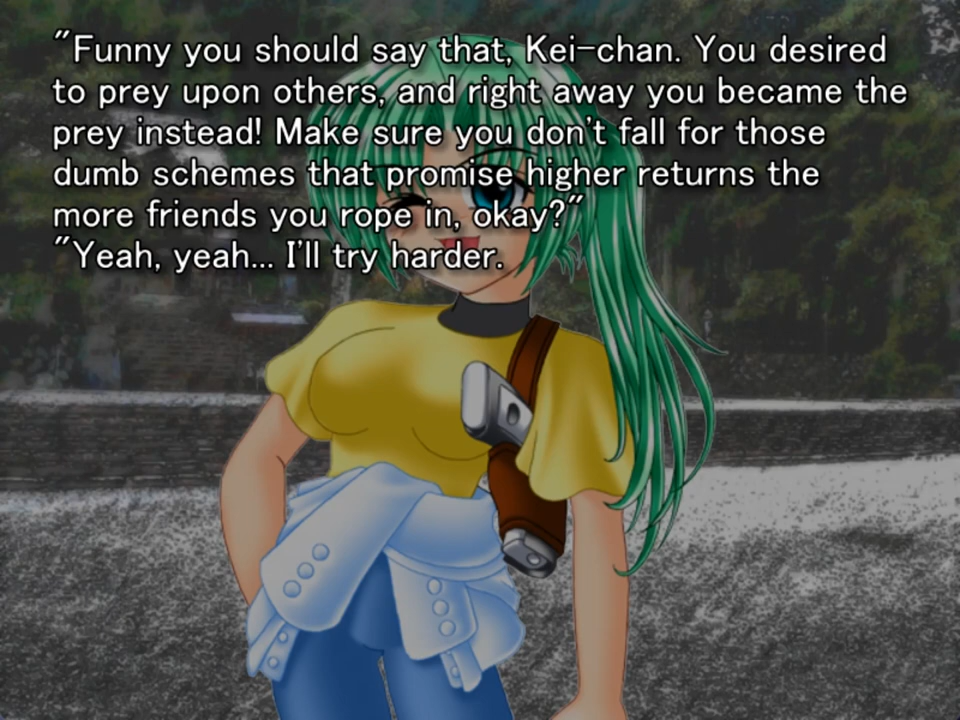 "Funny you should say that, Kei-chan. You desired
to prey upon others, and right away you became the
prey instead! Make sure you don't fall for those
dumb schemes that promise higher returns the
more friends you rope in, okay?"
"Yeah, yeah... I'll try harder.